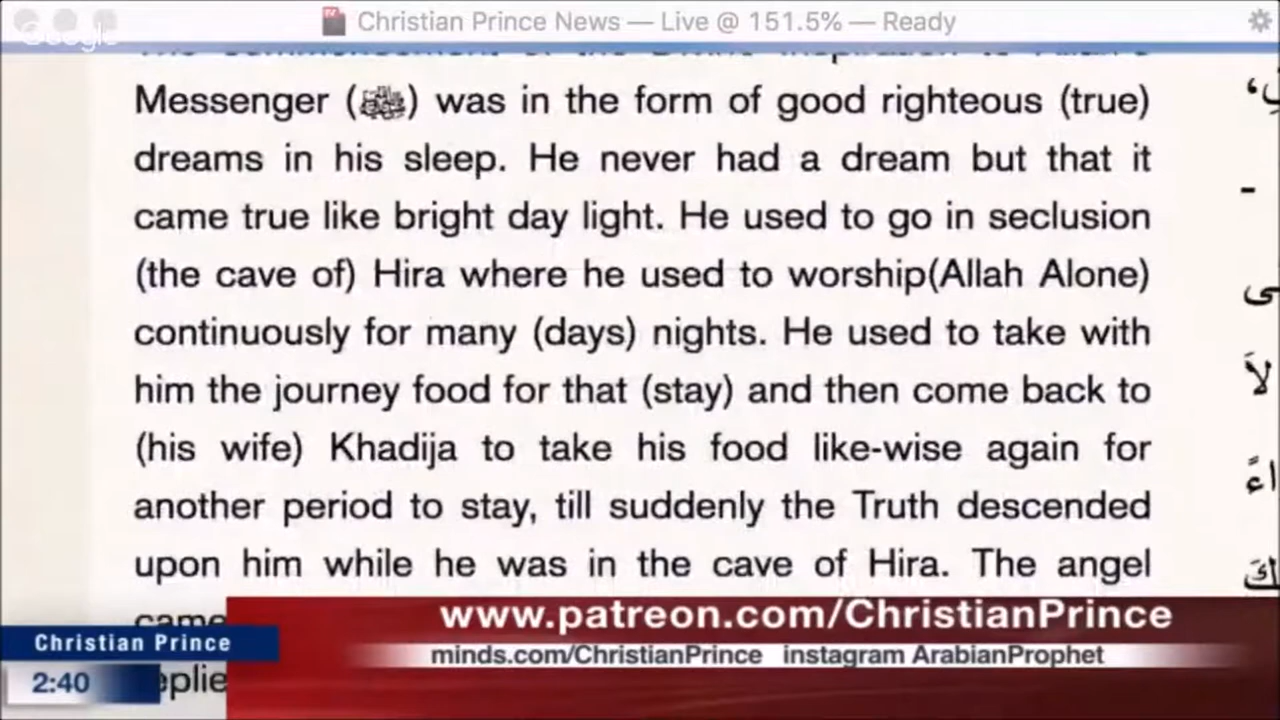 Christian Prince News — Live @ 151.5% — Ready
Google
Messenger (ﷺ) was in the form of good righteous (true)
dreams in his sleep. He never had a dream but that it
came true like bright day light. He used to go in seclusion
(the cave of) Hira where he used to worship(Allah Alone)
continuously for many (days) nights. He used to take with
him the journey food for that (stay) and then come back to
(his wife) Khadija to take his food like-wise again for
another period to stay, till suddenly the Truth descended
upon him while he was in the cave of Hira. The angel
came
www.patreon.com/ChristianPrince
Christian Prince
minds.com/ChristianPrince instagram ArabianProphet
2:40